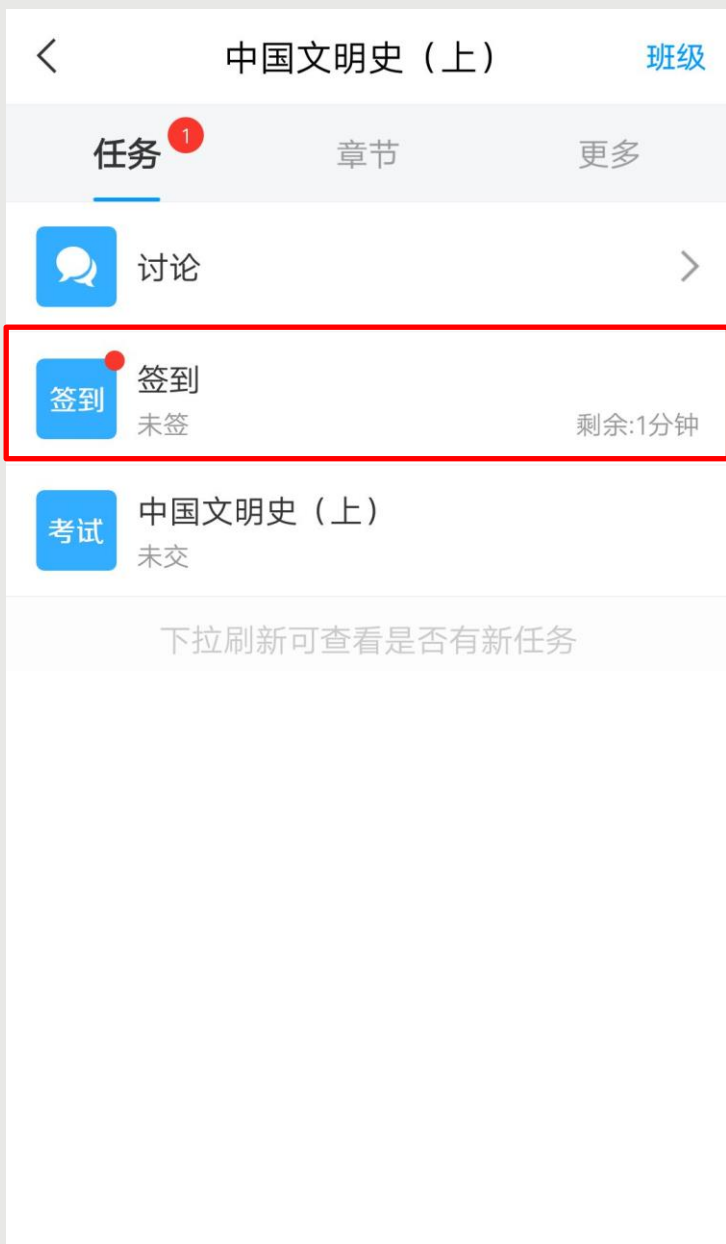 中国文明史（上）
班级
任务
1
章节
更多
讨论
签到
签到
未签
剩余:1分钟
考试
中国文明史（上）
未交
下拉刷新可查看是否有新任务